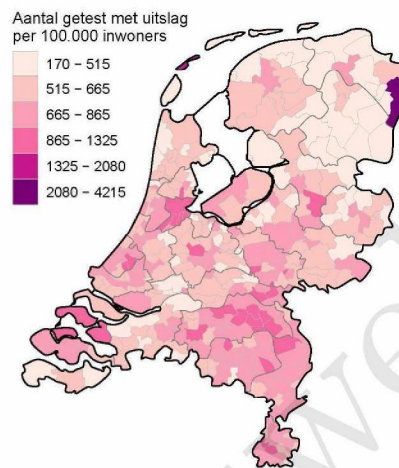 Aantal getest met uitslag
per 100.000 inwoners
170 – 515
515 – 665
665 – 865
865 – 1325
1325 – 2080
2080 – 4215